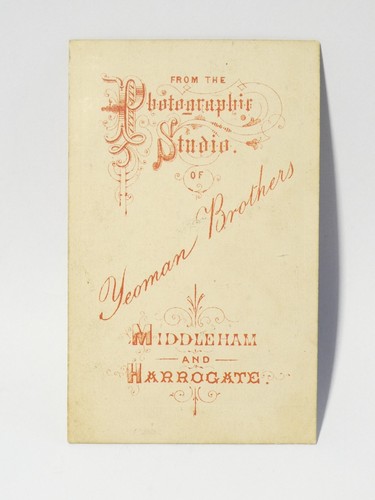 FROM THE
Photographic
Studio.
OF
Yeoman Brothers
MIDDLEHAM
AND
HARROGATE.